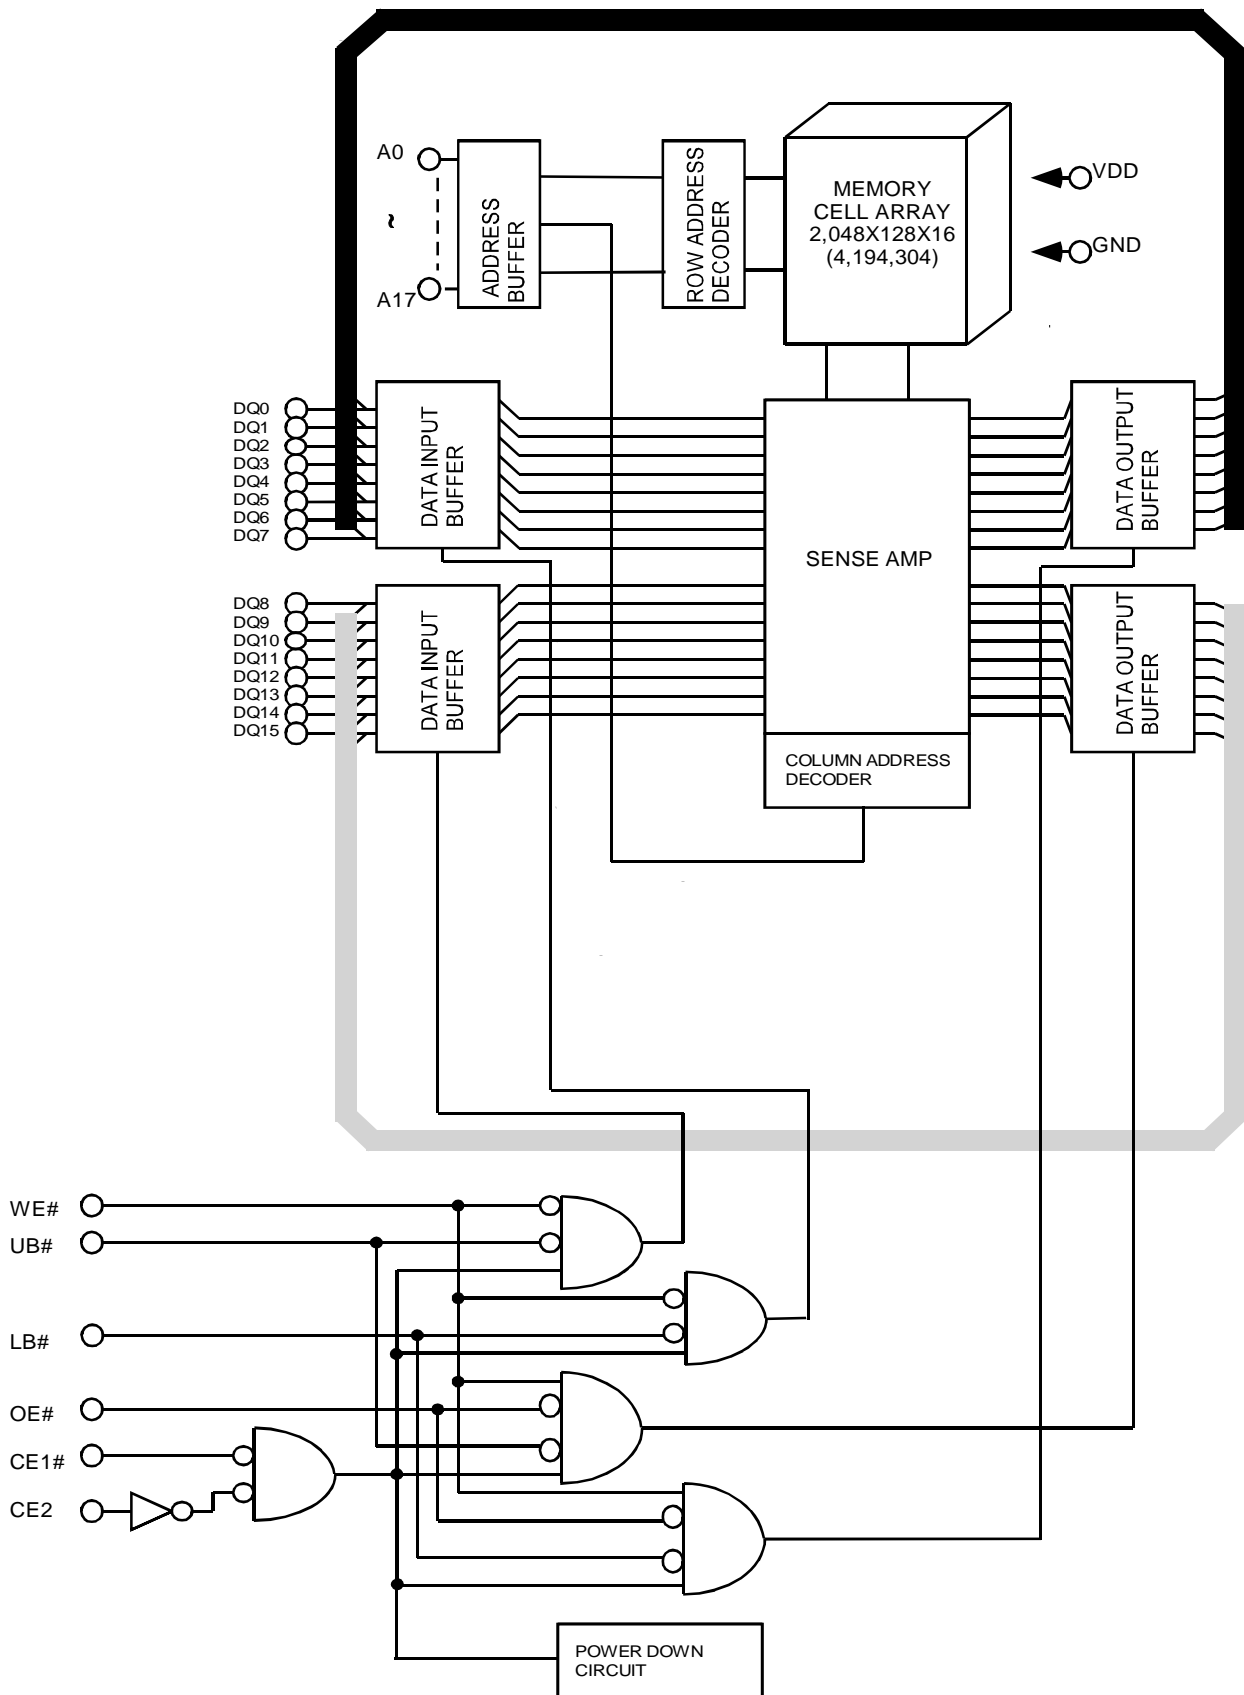 A0
~
A17
ADDRESS
BUFFER
ROW ADDRESS
DECODER
MEMORY
CELL ARRAY
2,048X128X16
(4,194,304)
VDD
GND
DQ0
DQ1
DQ2
DQ3
DQ4
DQ5
DQ6
DQ7
DATA INPUT
BUFFER
SENSE AMP
DATA OUTPUT
BUFFER
DQ8
DQ9
DQ10
DQ11
DQ12
DQ13
DQ14
DQ15
DATA INPUT
BUFFER
DATA OUTPUT
BUFFER
COLUMN ADDRESS
DECODER
WE#
UB#
LB#
OE#
CE1#
CE2
POWER DOWN
CIRCUIT